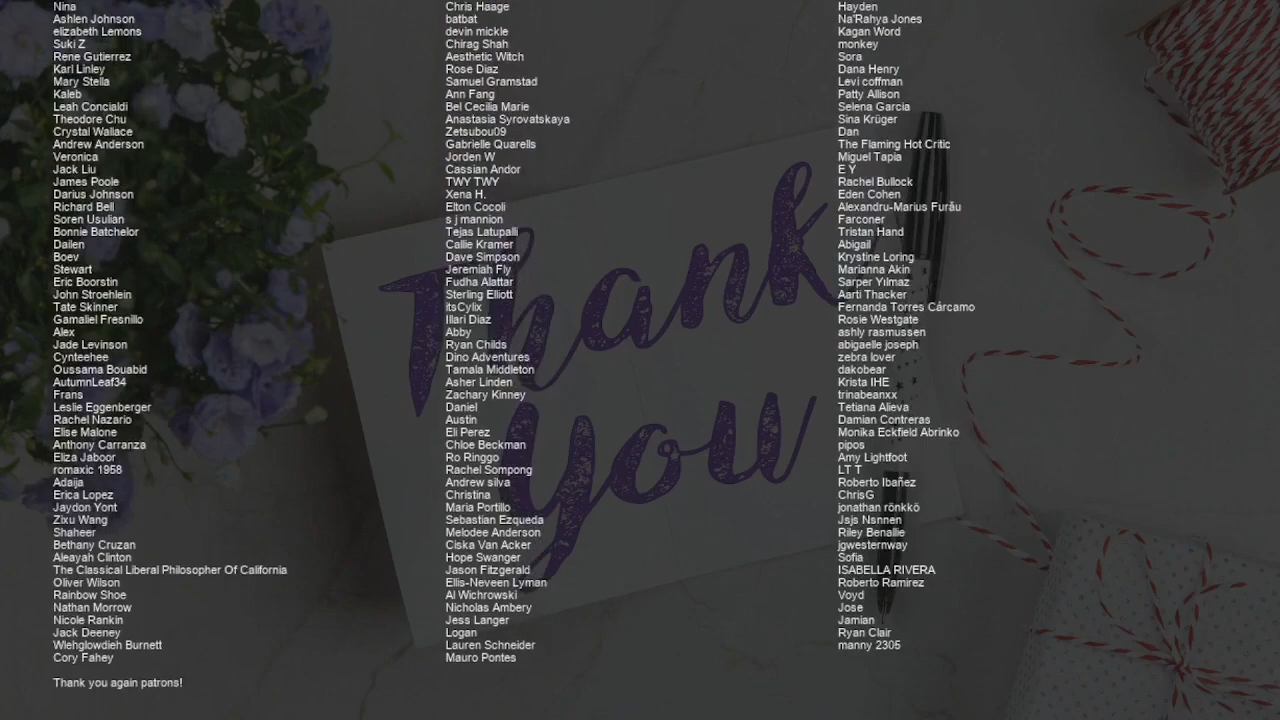 Nina
Ashlen Johnson
elizabeth Lemons
Suki Z
Rene Gutierrez
Karl Linley
Mary Stella
Kaleb
Leah Concialdi
Theodore Chu
Crystal Wallace
Andrew Anderson
Veronica
Jack Liu
James Poole
Darius Johnson
Richard Bell
Soren Usulian
Bonnie Batchelor
Dailen
Boev
Stewart
Eric Boorstin
John Stroehlein
Tate Skinner
Gamaliel Fresnillo
Alex
Jade Levinson
Cynteehee
Oussama Bouabid
AutumnLeaf34
Frans
Leslie Eggenberger
Rachel Nazario
Elise Malone
Anthony Carranza
Eliza Jaboor
romaxic 1958
Adaija
Erica Lopez
Jaydon Yont
Zixu Wang
Shaheer
Bethany Cruzan
Aleayah Clinton
The Classical Liberal Philosopher Of California
Oliver Wilson
Rainbow Shoe
Nathan Morrow
Nicole Rankin
Jack Deeney
Wlehglowdieh Burnett
Cory Fahey
Thank you again patrons!
Chris Haage
batbat
devin mickle
Chirag Shah
Aesthetic Witch
Rose Diaz
Samuel Gramstad
Ann Fang
Bel Cecilia Marie
Anastasia Syrovatskaya
Zetsubou09
Gabrielle Quarells
Jorden W
Cassian Andor
TWY TWY
Xena H.
Elton Cocoli
s j mannion
Tejas Latupalli
Callie Kramer
Dave Simpson
Jeremiah Fly
Fudha Alattar
Sterling Elliott
itsCylix
Illari Diaz
Abby
Ryan Childs
Dino Adventures
Tamala Middleton
Asher Linden
Zachary Kinney
Daniel
Austin
Eli Perez
Chloe Beckman
Ro Ringgo
Rachel Sompong
Andrew silva
Christina
Maria Portillo
Sebastian Ezqueda
Melodee Anderson
Ciska Van Acker
Hope Swanger
Jason Fitzgerald
Ellis-Neveen Lyman
Al Wichrowski
Nicholas Ambery
Jess Langer
Logan
Lauren Schneider
Mauro Pontes
Hayden
Na'Rahya Jones
Kagan Word
monkey
Sora
Dana Henry
Levi coffman
Patty Allison
Selena Garcia
Sina Krüger
Dan
The Flaming Hot Critic
Miguel Tapia
E Y
Rachel Bullock
Eden Cohen
Alexandru-Marius Furău
Farconer
Tristan Hand
Abigail
Krystine Loring
Marianna Akin
Sarper Yılmaz
Aarti Thacker
Fernanda Torres Cárcamo
Rosie Westgate
ashly rasmussen
abigaelle joseph
zebra lover
dakobear
Krista IHE
trinabeanxx
Tetiana Alieva
Damian Contreras
Monika Eckfield Abrinko
pipos
Amy Lightfoot
LT T
Roberto Ibañez
ChrisG
jonathan rönkkö
Jsjs Nsnnen
Riley Benallie
jgwesternway
Sofia
ISABELLA RIVERA
Roberto Ramirez
Voyd
Jose
Jamian
Ryan Clair
manny 2305
Thank
you